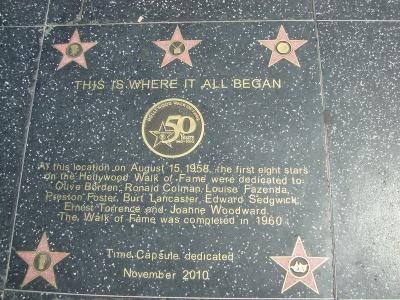 THIS IS WHERE IT ALL BEGAN
50
YEARS
At this location on August 15, 1958, the first eight stars
on the Hollywood Walk of Fame were dedicated to
Olive Borden, Ronald Colman, Louise Fazenda,
Preston Foster, Burt Lancaster, Edward Sedgwick,
Ernest Torrence and Joanne Woodward.
The Walk of Fame was completed in 1960
Time Capsule dedicated
November 2010